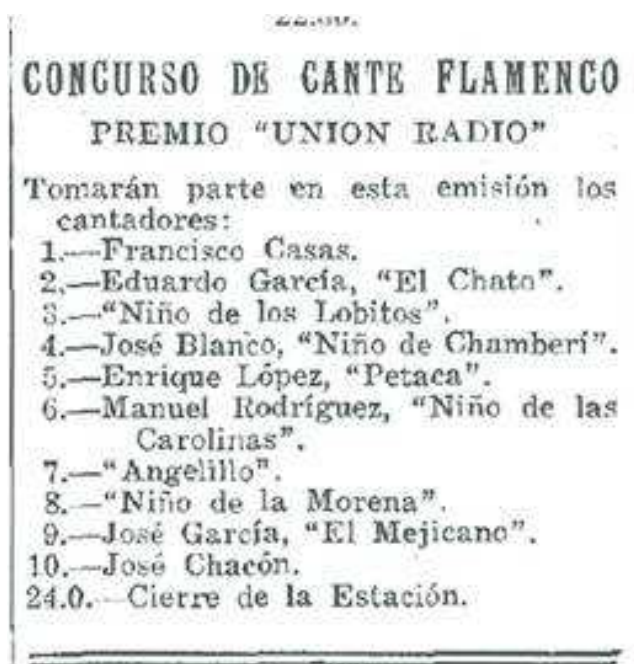 CONCURSO DE CANTE FLAMENCO
PREMIO "UNION RADIO"
Tomarán parte en esta emisión los
cantadores:
1.—Francisco Casas.
2.—Eduardo García, "El Chato".
3.—"Niño de los Lobitos".
4.—José Blanco, "Niño de Chamberí".
5.—Enrique López, "Petaca".
6.—Manuel Rodríguez, "Niño de las
Carolinas".
7.—"Angelillo".
8.—"Niño de la Morena".
9.—José García, "El Mejicano".
10.—José Chacón.
24.0.—Cierre de la Estación.